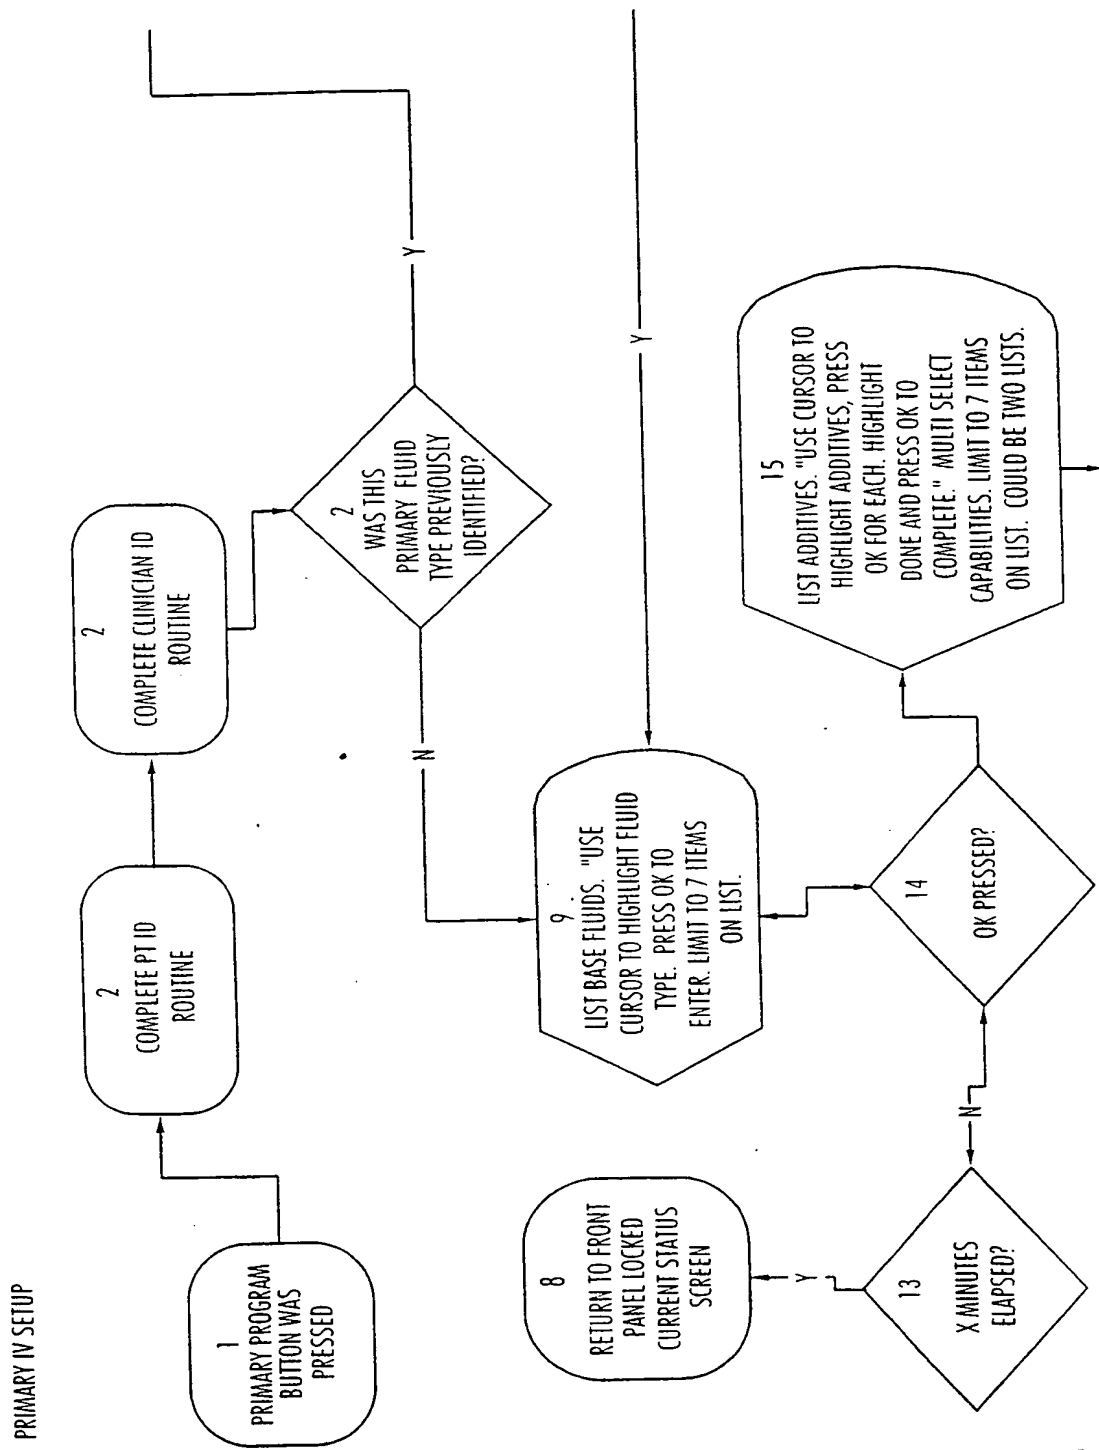 PRIMARY IV SETUP
1
PRIMARY PROGRAM
BUTTON WAS
PRESSED
2
COMPLETE PT ID
ROUTINE
2
COMPLETE CLINICIAN ID
ROUTINE
2
WAS THIS
PRIMARY FLUID
TYPE PREVIOUSLY
IDENTIFIED?
Y
N
Y
9
LIST BASE FLUIDS. "USE
CURSOR TO HIGHLIGHT FLUID
TYPE. PRESS OK TO
ENTER. LIMIT TO 7 ITEMS
ON LIST.
8
RETURN TO FRONT
PANEL LOCKED
CURRENT STATUS
SCREEN
Y
13
X MINUTES
ELAPSED?
N
14
OK PRESSED?
15
LIST ADDITIVES. "USE CURSOR TO
HIGHLIGHT ADDITIVES, PRESS
OK FOR EACH. HIGHLIGHT
DONE AND PRESS OK TO
COMPLETE." MULTI SELECT
CAPABILITIES. LIMIT TO 7 ITEMS
ON LIST. COULD BE TWO LISTS.